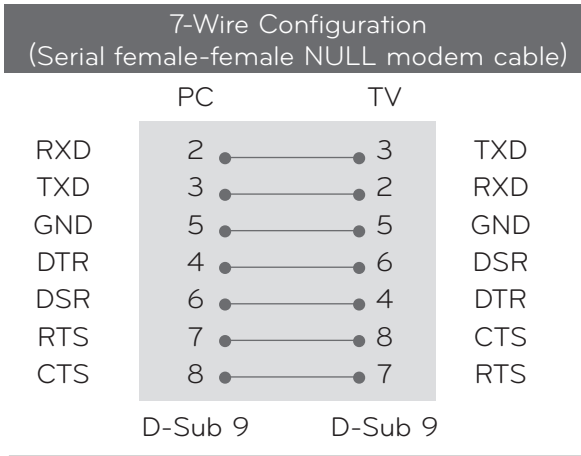 7-Wire Configuration
(Serial female-female NULL modem cable)
PC TV
RXD 2 3 TXD
TXD 3 2 RXD
GND 5 5 GND
DTR 4 6 DSR
DSR 6 4 DTR
RTS 7 8 CTS
CTS 8 7 RTS
D-Sub 9 D-Sub 9